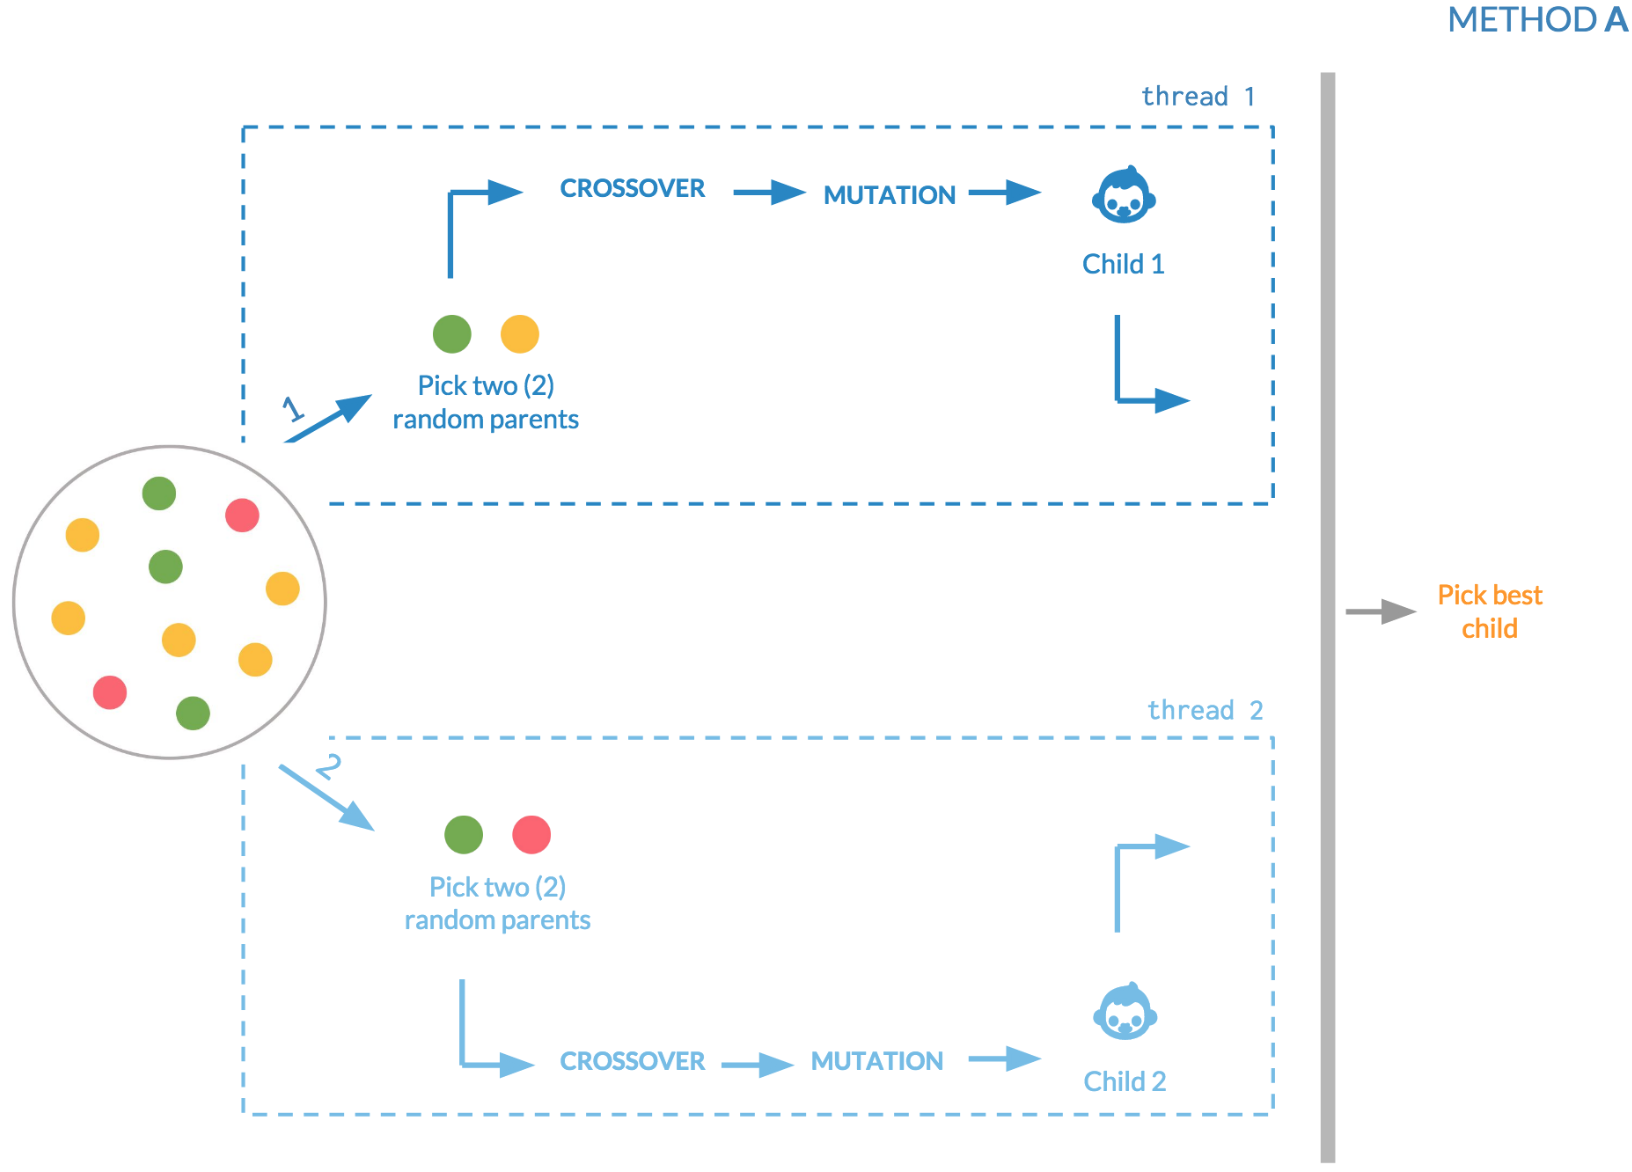 METHOD A
thread 1
CROSSOVER
MUTATION
Child 1
Pick two (2)
random parents
1
Pick best
child
thread 2
2
Pick two (2)
random parents
CROSSOVER
MUTATION
Child 2